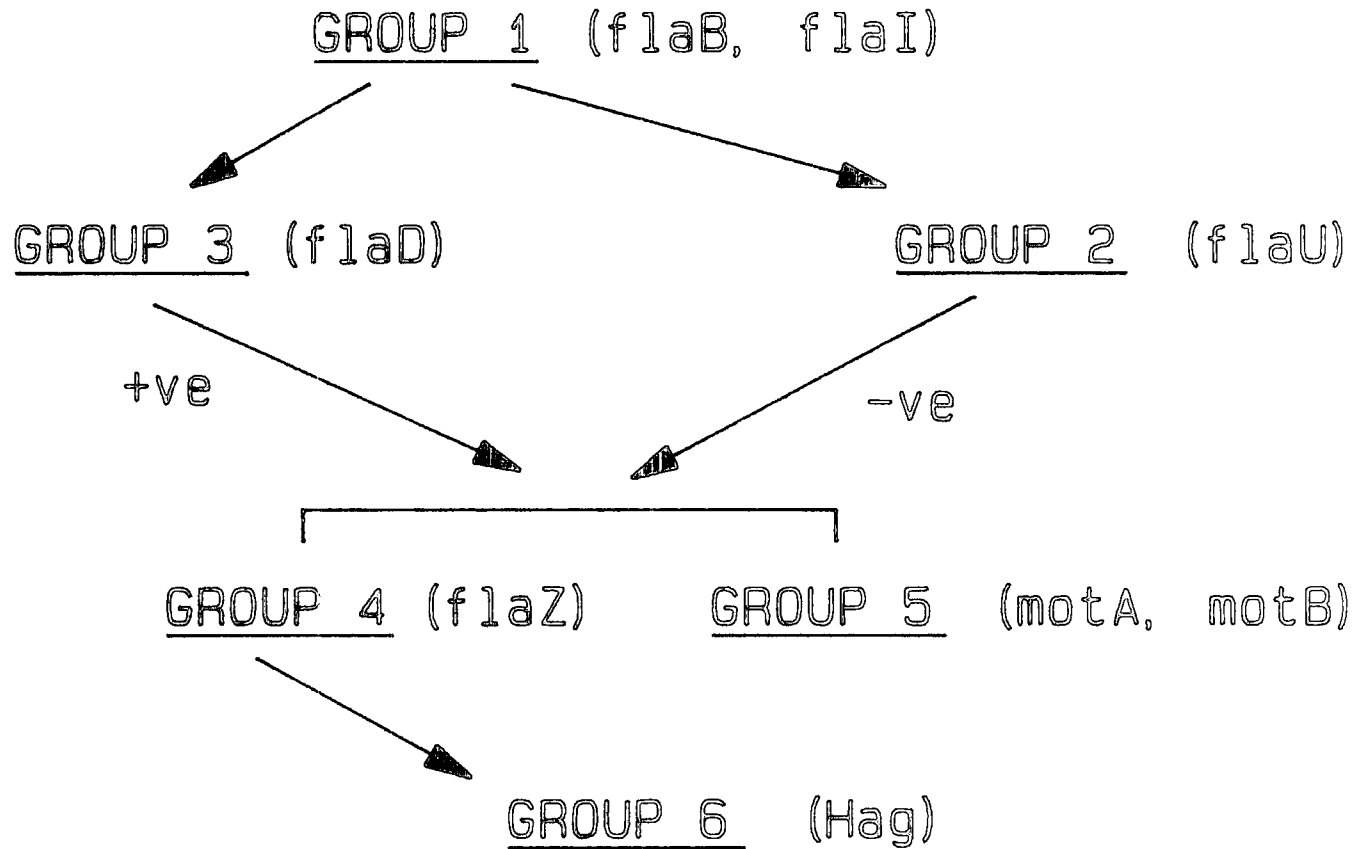 GROUP 1 (flaB, flaI)
GROUP 3 (flaD) GROUP 2 (flaU)
+ve -ve
GROUP 4 (flaZ) GROUP 5 (motA, motB)
GROUP 6 (Hag)